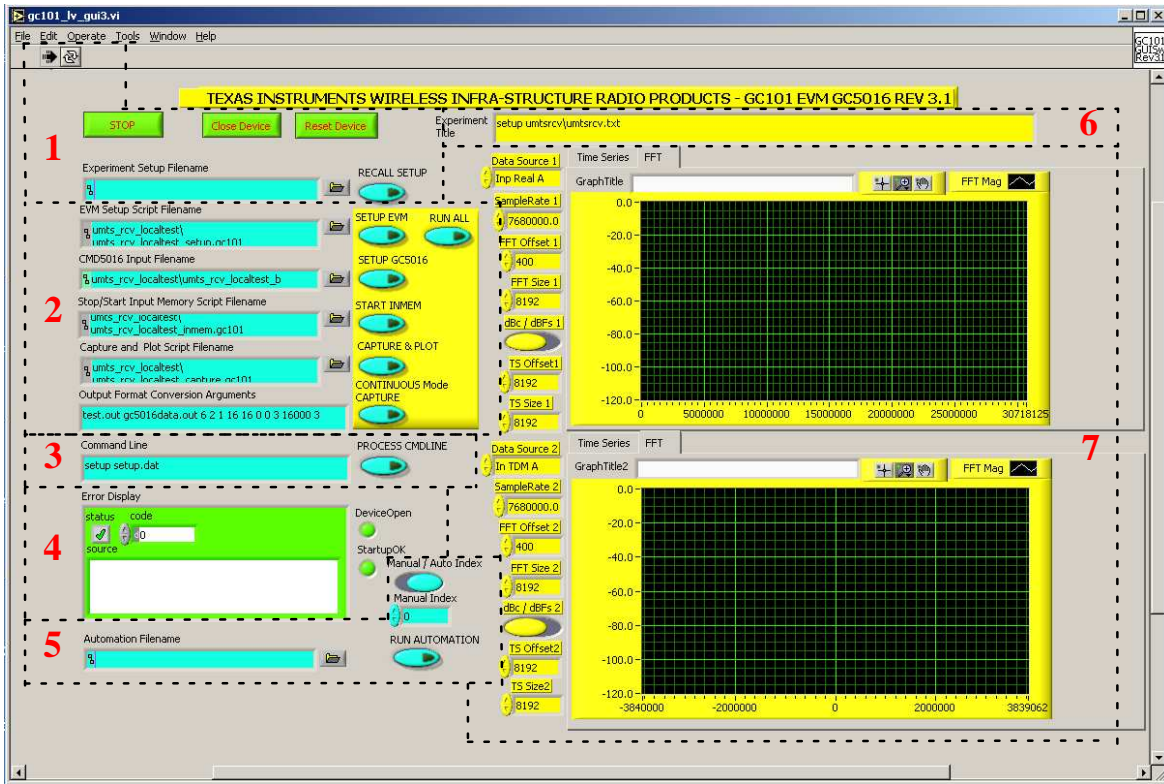 gc101_lv_gui3.vi
File Edit Operate Tools Window Help
GC101
GUISw
Rev31
TEXAS INSTRUMENTS WIRELESS INFRA-STRUCTURE RADIO PRODUCTS - GC101 EVM GC5016 REV 3.1
1
STOP
Close Device
Reset Device
Experiment Title
setup umtsrcv\umtsrcv.txt
6
Experiment Setup Filename
RECALL SETUP
2
EVM Setup Script Filename
umts_rcv_localtest\
umts_rcv_localtest_setup.gc101
CMD5016 Input Filename
umts_rcv_localtest\umts_rcv_localtest_b
Stop/Start Input Memory Script Filename
umts_rcv_localtest\
umts_rcv_localtest_inmem.gc101
Capture and Plot Script Filename
umts_rcv_localtest\
umts_rcv_localtest_capture.gc101
Output Format Conversion Arguments
test.out gc5016data.out 6 2 1 16 16 0 0 3 16000 3
SETUP EVM
RUN ALL
SETUP GC5016
START INMEM
CAPTURE & PLOT
CONTINUOUS Mode
CAPTURE
3
Command Line
setup setup.dat
PROCESS CMDLINE
4
Error Display
status
code
0
source
DeviceOpen
StartupOK
Manual / Auto Index
Manual Index
0
5
Automation Filename
RUN AUTOMATION
Data Source 1
Inp Real A
SampleRate 1
7680000.0
FFT Offset 1
400
FFT Size 1
8192
dBc / dBFs 1
TS Offset1
8192
TS Size 1
8192
Time Series
FFT
GraphTitle
FFT Mag
0.0
-20.0
-40.0
-60.0
-80.0
-100.0
-120.0
0 5000000 10000000 15000000 20000000 25000000 30718125
7
Data Source 2
In TDM A
SampleRate 2
7680000.0
FFT Offset 2
400
FFT Size 2
8192
dBc / dBFs 2
TS Offset2
8192
TS Size2
8192
Time Series
FFT
GraphTitle2
FFT Mag
0.0
-20.0
-40.0
-60.0
-80.0
-100.0
-120.0
-3840000 -2000000 0 2000000 3839062